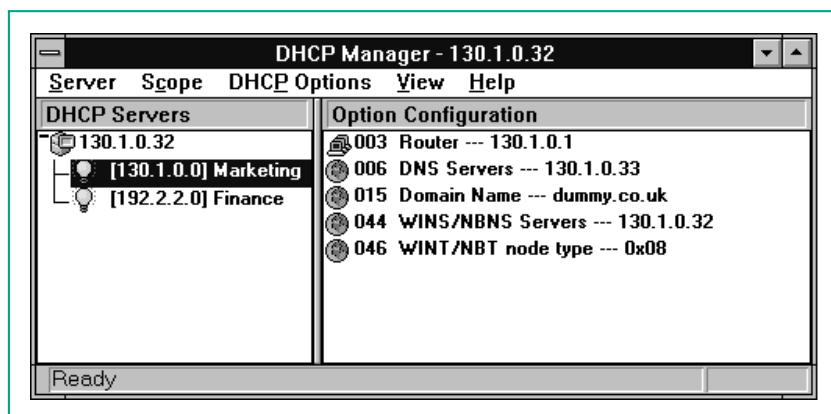 DHCP Manager - 130.1.0.32
Server Scope DHCP Options View Help
DHCP Servers
Option Configuration
130.1.0.32
[130.1.0.0] Marketing
[192.2.2.0] Finance
003 Router --- 130.1.0.1
006 DNS Servers --- 130.1.0.33
015 Domain Name --- dummy.co.uk
044 WINS/NBNS Servers --- 130.1.0.32
046 WINT/NBT node type --- 0x08
Ready